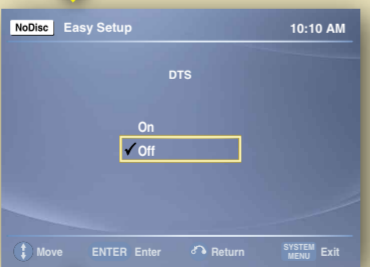 NoDisc Easy Setup 10:10 AM
DTS
On
✓ Off
Move ENTER Enter Return SYSTEM MENU Exit